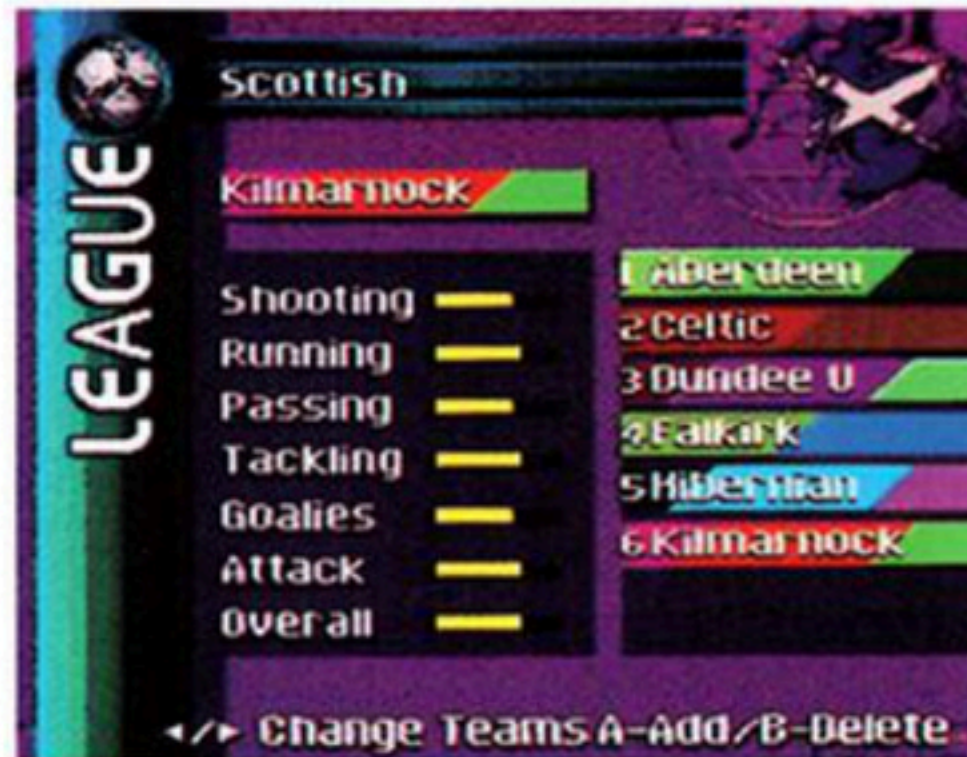 Scottish
LEAGUE
Kilmarnock
Shooting
Running
Passing
Tackling
Goalies
Attack
Overall
1 Aberdeen
2 Celtic
3 Dundee U
4 Falkirk
5 Hibernian
6 Kilmarnock
◄/► Change Teams A-Add/B-Delete